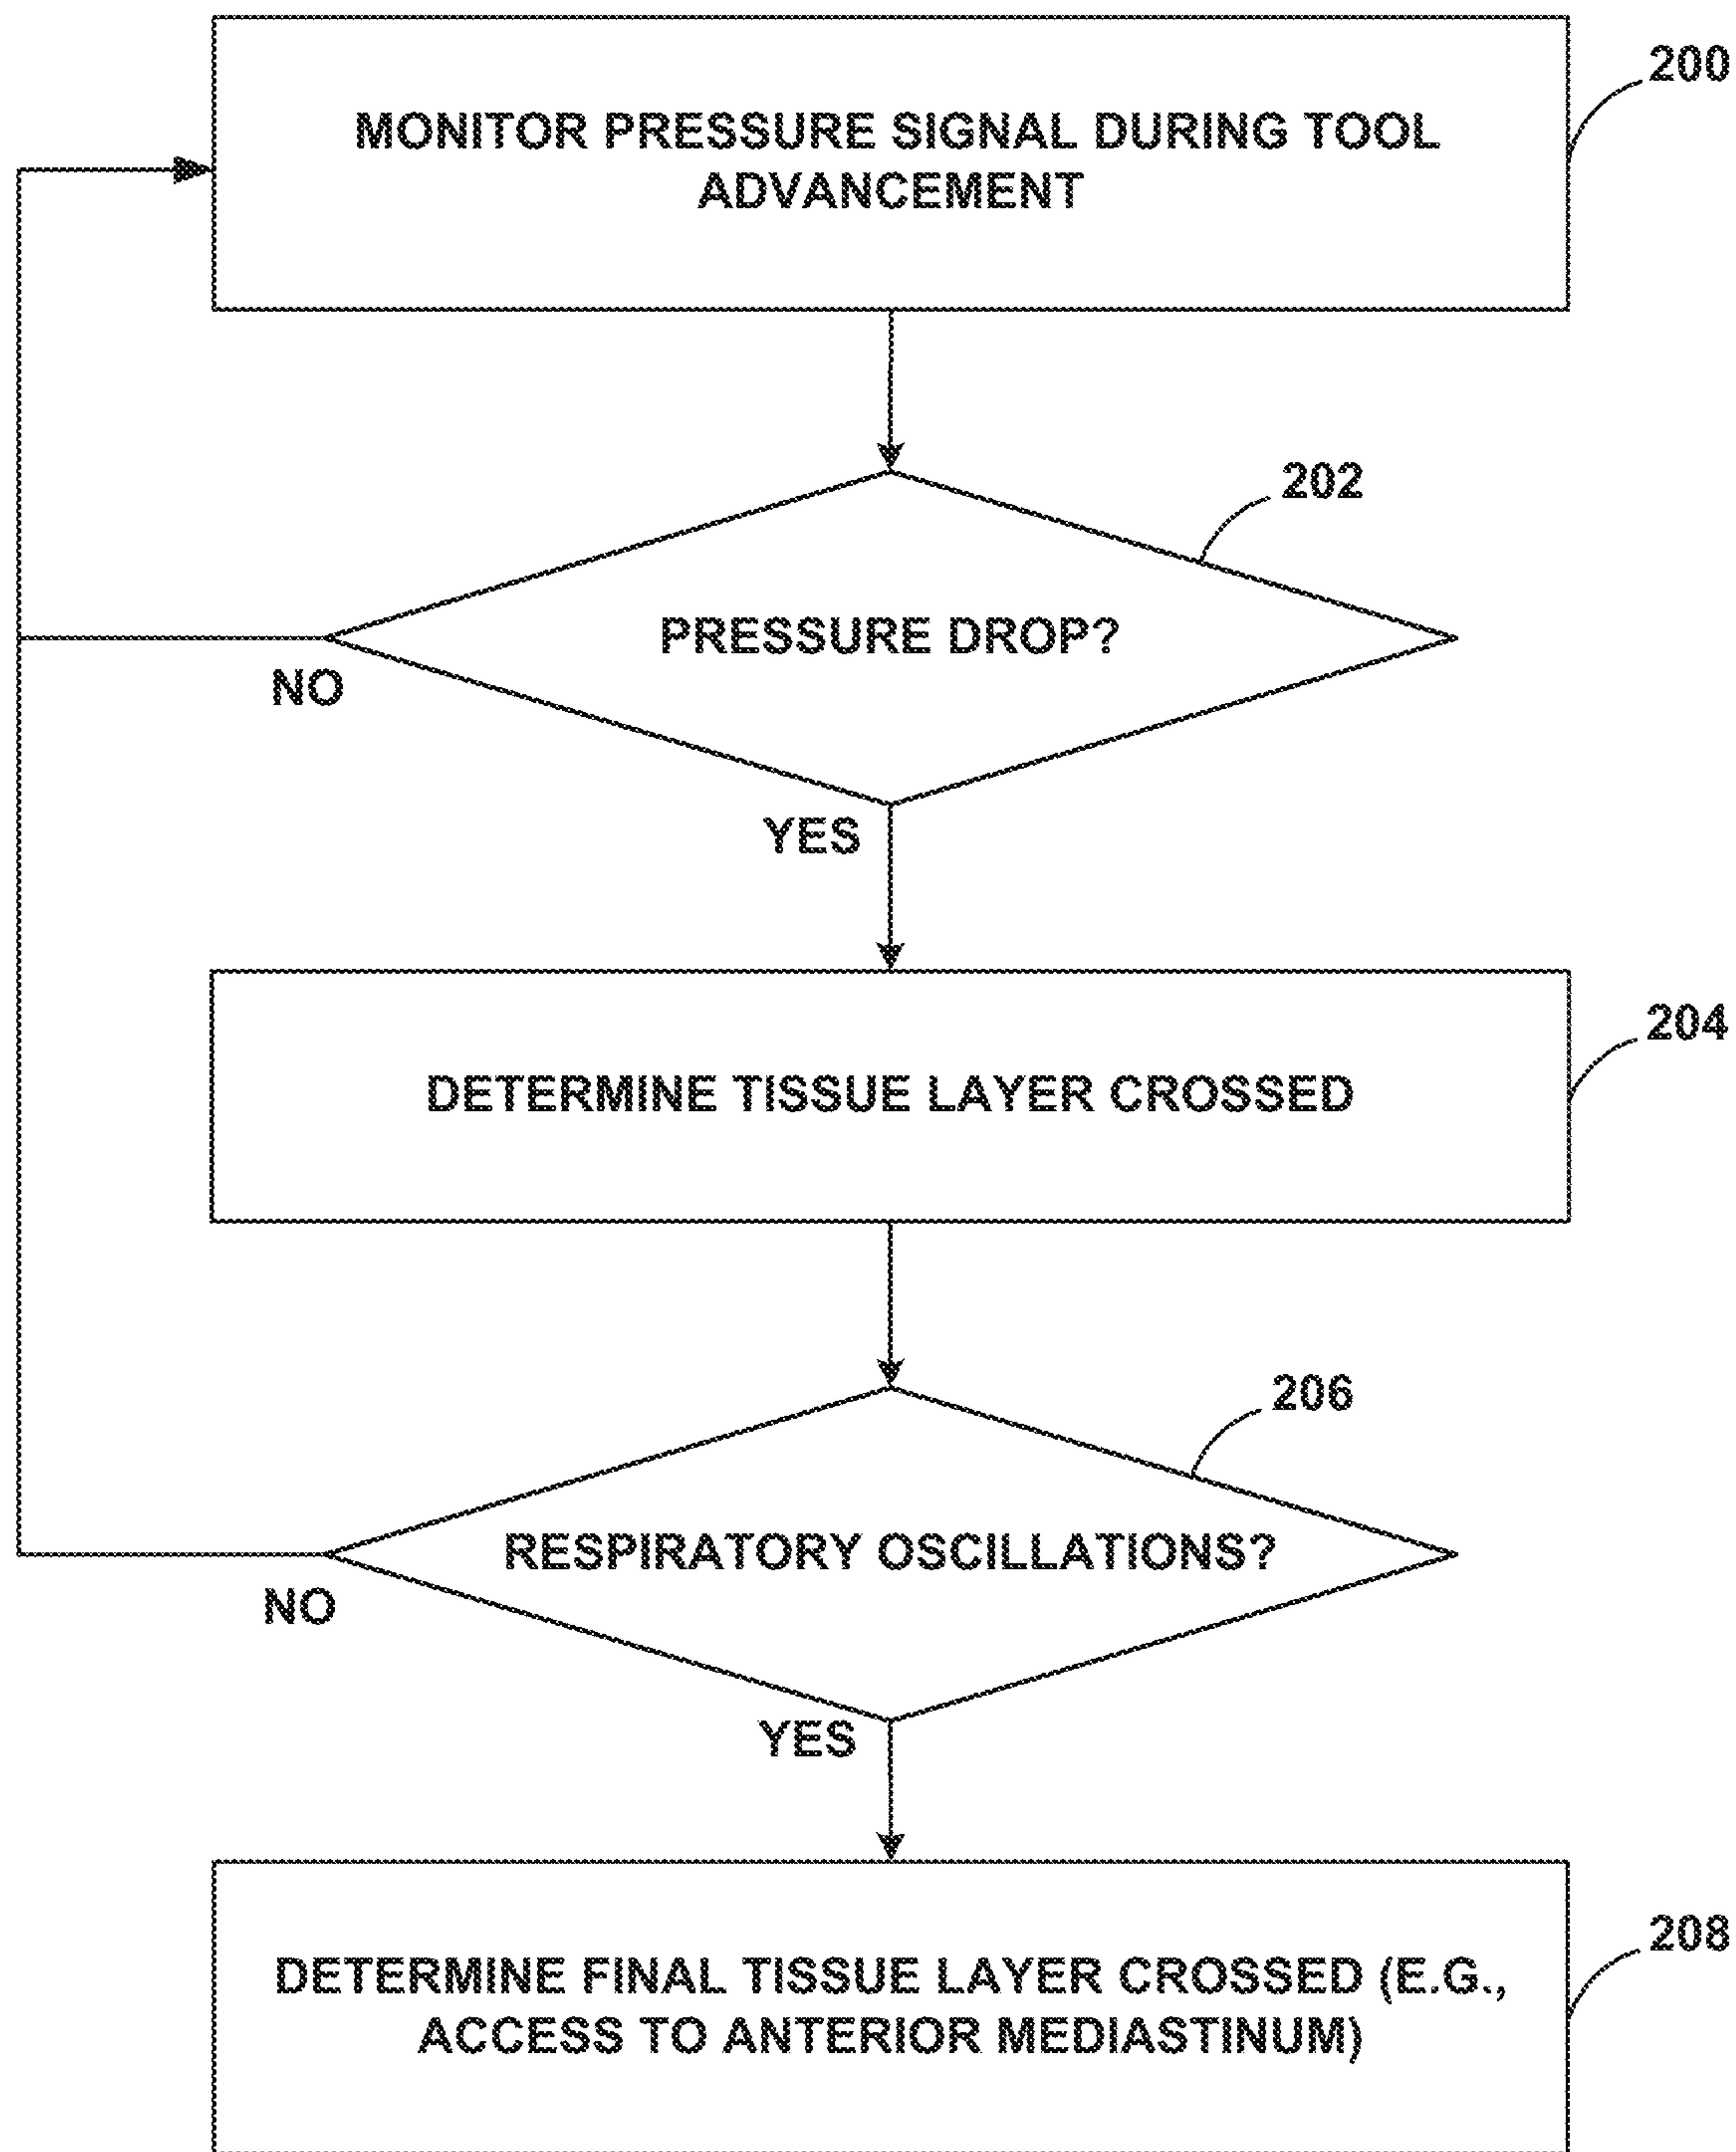 200
MONITOR PRESSURE SIGNAL DURING TOOL
ADVANCEMENT
202
PRESSURE DROP?
NO
YES
204
DETERMINE TISSUE LAYER CROSSED
206
RESPIRATORY OSCILLATIONS?
NO
YES
208
DETERMINE FINAL TISSUE LAYER CROSSED (E.G.,
ACCESS TO ANTERIOR MEDIASTINUM)